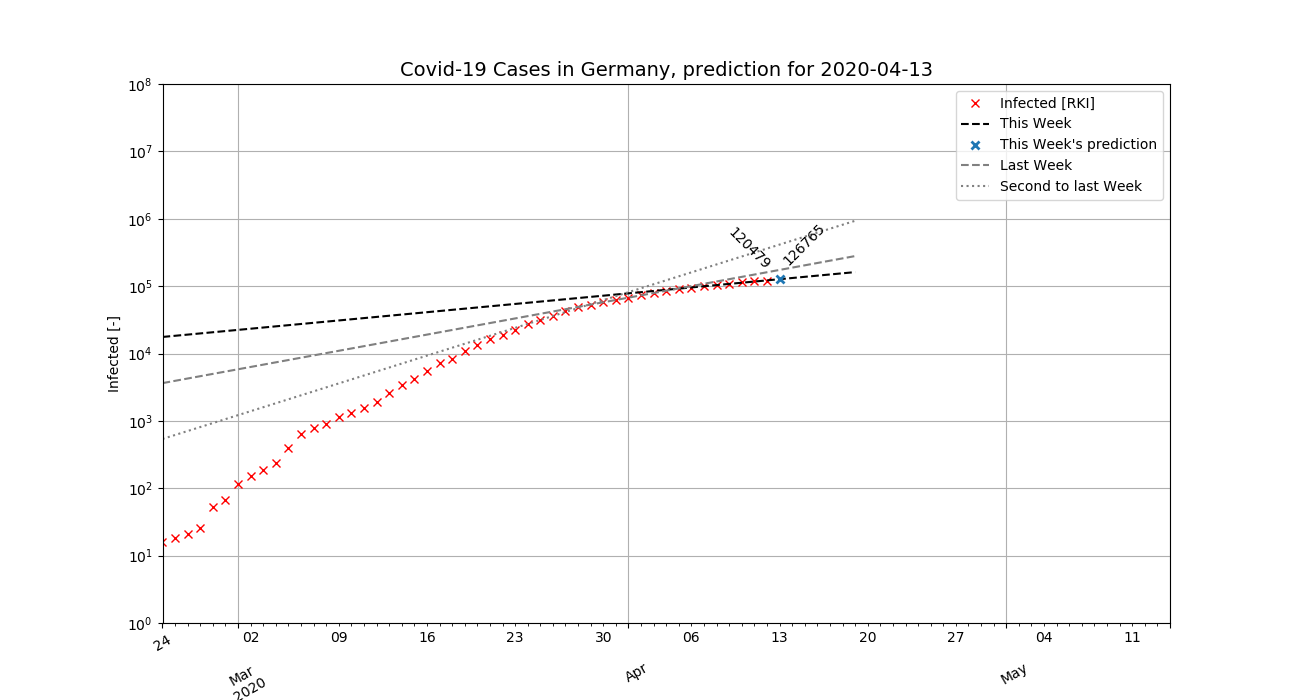 Covid-19 Cases in Germany, prediction for 2020-04-13
10^8
10^7
10^6
10^5
10^4
10^3
10^2
10^1
10^0
Infected [-]
Infected [RKI]
This Week
This Week's prediction
Last Week
Second to last Week
120479
126765
24
02
09
16
23
30
06
13
20
27
04
11
Mar
2020
Apr
May